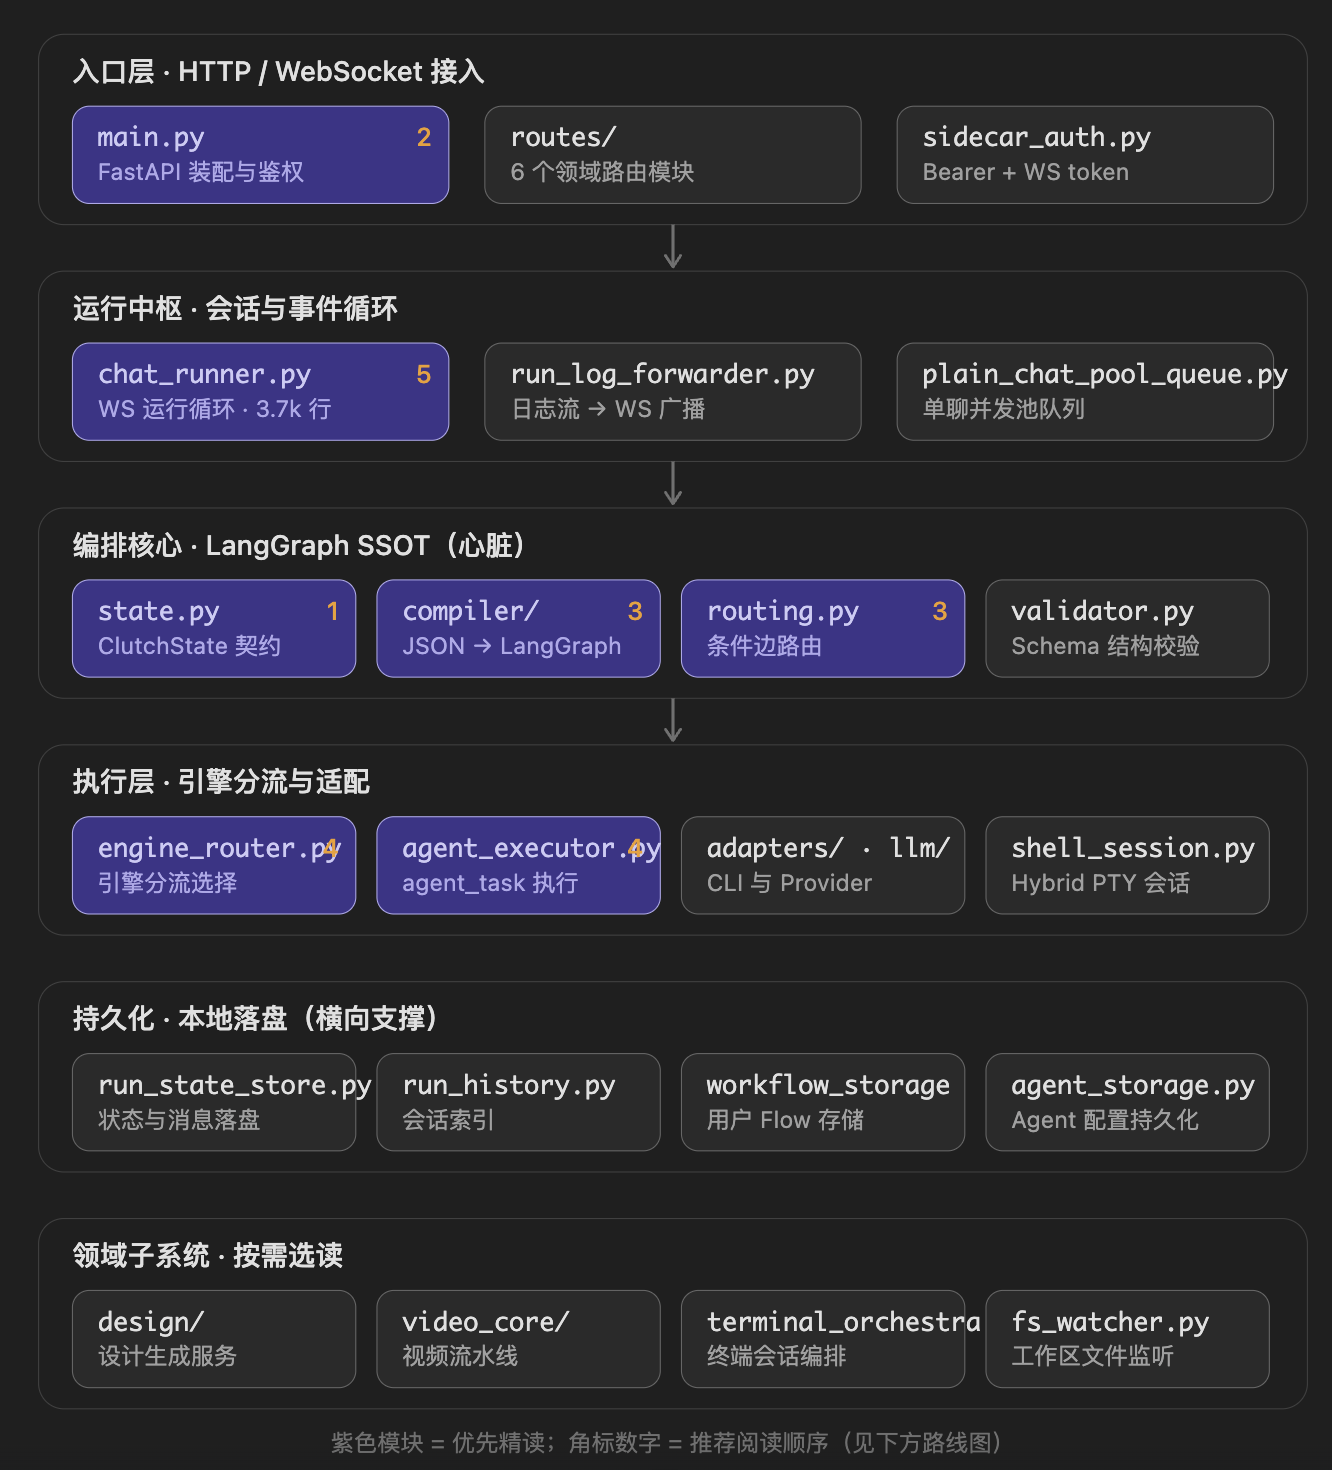 入口层 · HTTP / WebSocket 接入
main.py 2
FastAPI 装配与鉴权
routes/
6 个领域路由模块
sidecar_auth.py
Bearer + WS token
运行中枢 · 会话与事件循环
chat_runner.py 5
WS 运行循环 · 3.7k 行
run_log_forwarder.py
日志流 → WS 广播
plain_chat_pool_queue.py
单聊并发池队列
编排核心 · LangGraph SSOT（心脏）
state.py 1
ClutchState 契约
compiler/ 3
JSON → LangGraph
routing.py 3
条件边路由
validator.py
Schema 结构校验
执行层 · 引擎分流与适配
engine_router.py 4
引擎分流选择
agent_executor.py 4
agent_task 执行
adapters/ · llm/
CLI 与 Provider
shell_session.py
Hybrid PTY 会话
持久化 · 本地落盘（横向支撑）
run_state_store.py
状态与消息落盘
run_history.py
会话索引
workflow_storage
用户 Flow 存储
agent_storage.py
Agent 配置持久化
领域子系统 · 按需选读
design/
设计生成服务
video_core/
视频流水线
terminal_orchestra
终端会话编排
fs_watcher.py
工作区文件监听
紫色模块 = 优先精读；角标数字 = 推荐阅读顺序（见下方路线图）